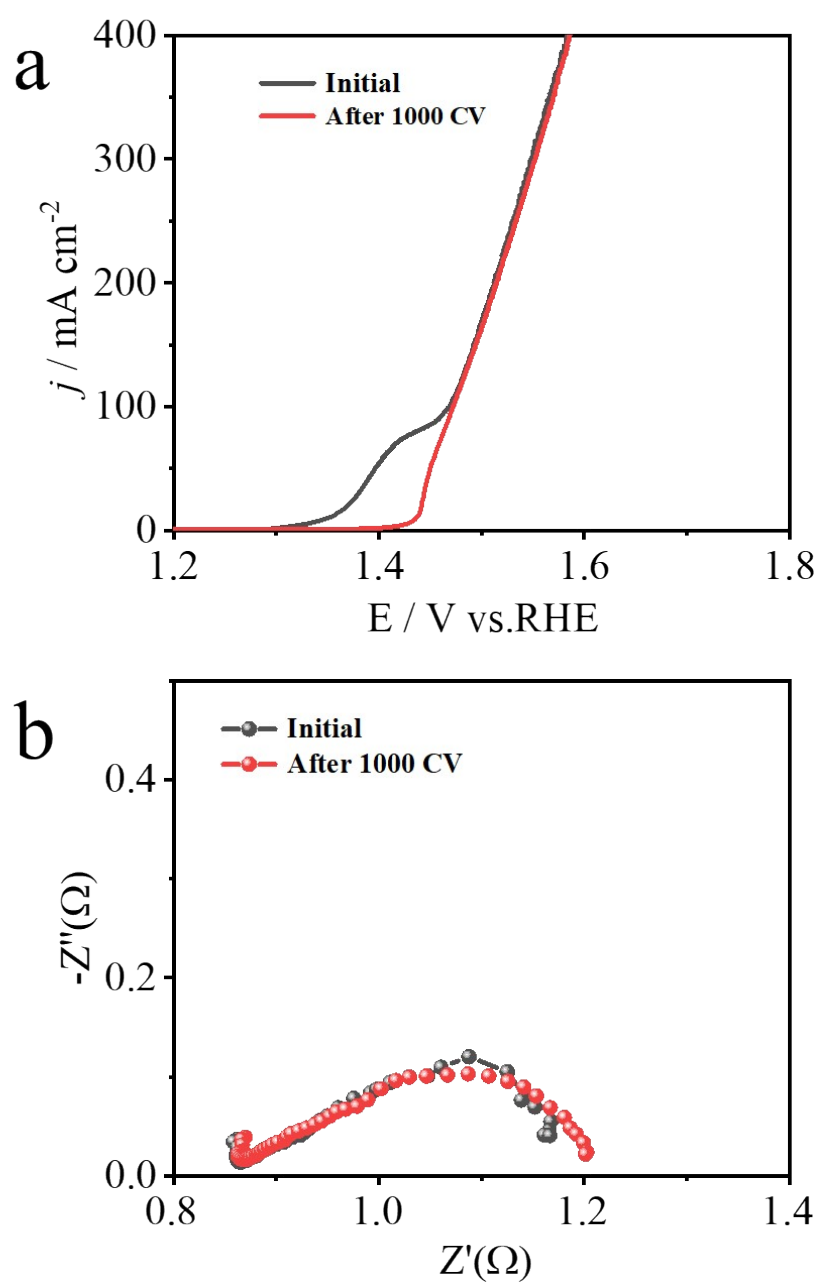 a
400
300
200
100
0
j / mA cm-2
Initial
After 1000 CV
1.2
1.4
1.6
1.8
E / V vs.RHE
b
0.4
0.2
0.0
-Z"(Ω)
Initial
After 1000 CV
0.8
1.0
1.2
1.4
Z'(Ω)